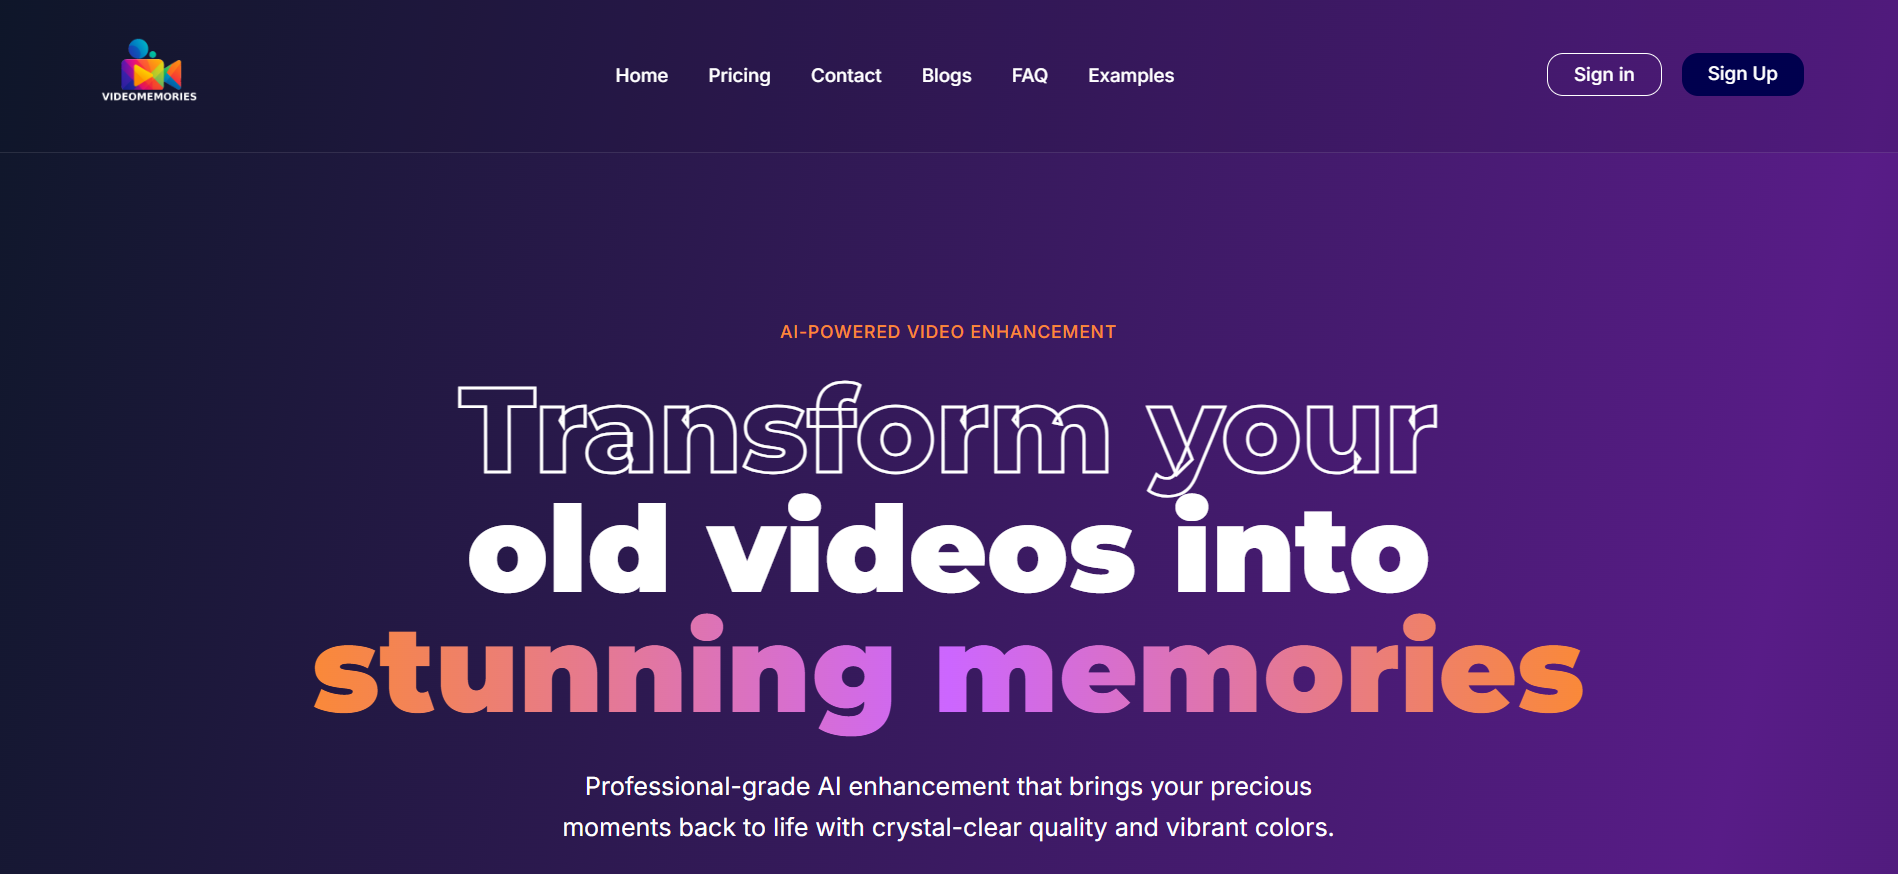 VIDEOMEMORIES
Home Pricing Contact Blogs FAQ Examples
Sign in Sign Up
AI-POWERED VIDEO ENHANCEMENT
Transform your
old videos into
stunning memories
Professional-grade AI enhancement that brings your precious
moments back to life with crystal-clear quality and vibrant colors.